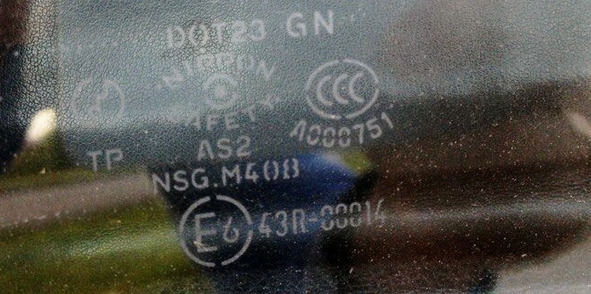 DOT23 GN
NIPPON
SAFETY
CCC
A000751
TP
AS2
NSG.M408
E6 43R-00014